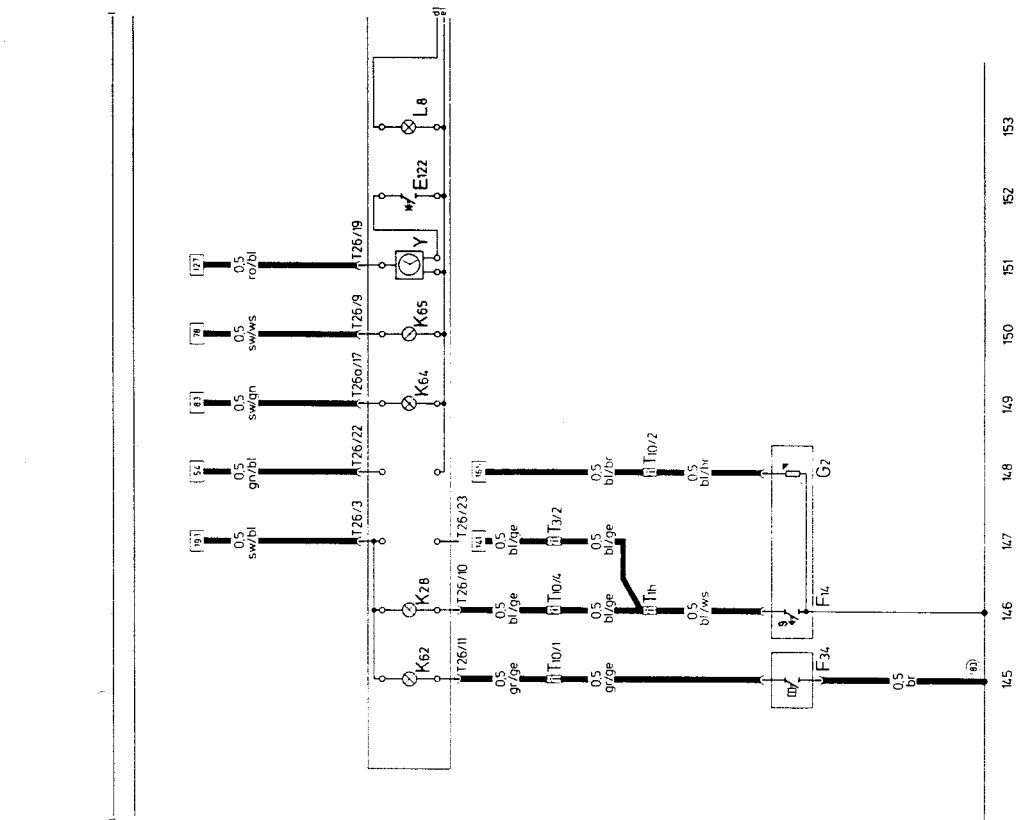 d1
e1
L8
153
E122
152
127
0,5
ro/bl
T26/19
Y
151
78
0,5
sw/ws
T26/9
K65
150
83
0,5
sw/gn
T26a/17
K64
149
54
0,5
gn/bl
T26/22
0,5
bl/br
T10/2
0,5
bl/br
G2
148
0,5
sw/bl
T26/3
T26/23
141
0,5
bl/ge
T3/2
0,5
bl/ge
147
K28
T26/10
0,5
bl/ge
T10/4
0,5
bl/ge
T1h
0,5
bl/ws
F14
146
K62
T26/11
0,5
gr/ge
T10/1
0,5
gr/ge
F34
0,5
br
81
145